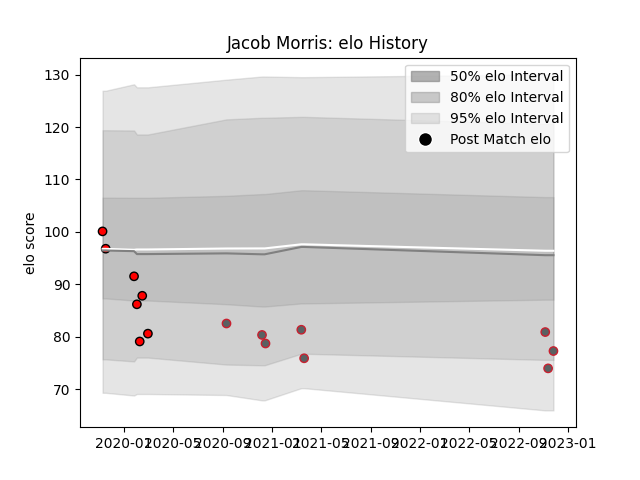 Jacob Morris: elo History
50% elo Interval
80% elo Interval
95% elo Interval
Post Match elo
elo score
130
120
110
100
90
80
70
2020-01 2020-05 2020-09 2021-01 2021-05 2021-09 2022-01 2022-05 2022-09 2023-01